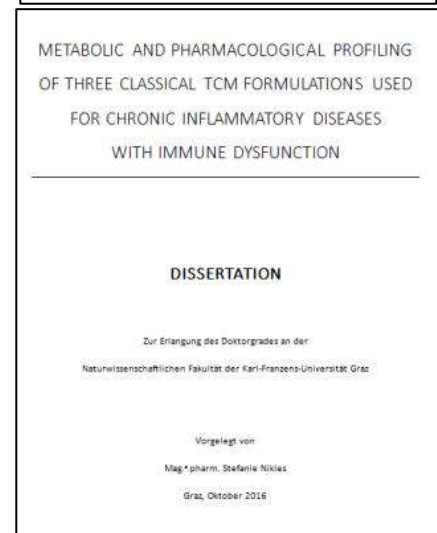 METABOLIC AND PHARMACOLOGICAL PROFILING
OF THREE CLASSICAL TCM FORMULATIONS USED
FOR CHRONIC INFLAMMATORY DISEASES
WITH IMMUNE DYSFUNCTION
DISSERTATION
Zur Erlangung des Doktorgrades an der
Naturwissenschaftlichen Fakultät der Karl-Franzens-Universität Graz
Vorgelegt von
Mag.ª pharm. Stefanie Nikles
Graz, Oktober 2016